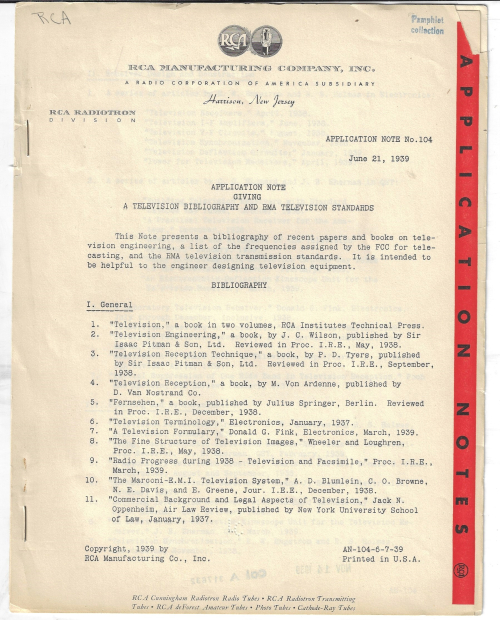 RCA
Pamphlet
collection
RCA
RCA MANUFACTURING COMPANY, INC.
A RADIO CORPORATION OF AMERICA SUBSIDIARY
Harrison, New Jersey
RCA RADIOTRON
DIVISION
APPLICATION NOTE No.104
June 21, 1939
APPLICATION NOTE
GIVING
A TELEVISION BIBLIOGRAPHY AND RMA TELEVISION STANDARDS
This Note presents a bibliography of recent papers and books on tele-
vision engineering, a list of the frequencies assigned by the FCC for tele-
casting, and the RMA television transmission standards. It is intended to
be helpful to the engineer designing television equipment.
BIBLIOGRAPHY
I. General
1. "Television," a book in two volumes, RCA Institutes Technical Press.
2. "Television Engineering," a book, by J. C. Wilson, published by Sir
Isaac Pitman & Son, Ltd. Reviewed in Proc. I.R.E., May, 1938.
3. "Television Reception Technique," a book, by P. D. Tyers, published
by Sir Isaac Pitman & Son, Ltd. Reviewed in Proc. I.R.E., September,
1938.
4. "Television Reception," a book, by M. Von Ardenne, published by
D. Van Nostrand Co.
5. "Fernsehen," a book, published by Julius Springer, Berlin. Reviewed
in Proc. I.R.E., December, 1938.
6. "Television Terminology," Electronics, January, 1937.
7. "A Television Formulary," Donald G. Fink, Electronics, March, 1939.
8. "The Fine Structure of Television Images," Wheeler and Loughren,
Proc. I.R.E., May, 1938.
9. "Radio Progress during 1938 - Television and Facsimile," Proc. I.R.E.,
March, 1939.
10. "The Marconi-E.M.I. Television System," A. D. Blumlein, C. O. Browne,
N. E. Davis, and E. Greene, Jour. I.E.E., December, 1938.
11. "Commercial Background and Legal Aspects of Television," Jack N.
Oppenheim, Air Law Review, published by New York University School
of Law, January, 1937.
Copyright, 1939 by
RCA Manufacturing Co., Inc.
AN-104-6-7-39
Printed in U.S.A.
RCA Cunningham Radiotron Radio Tubes • RCA Radiotron Transmitting
Tubes • RCA deForest Amateur Tubes • Photo Tubes • Cathode-Ray Tubes
APPLICATION NOTES
RCA